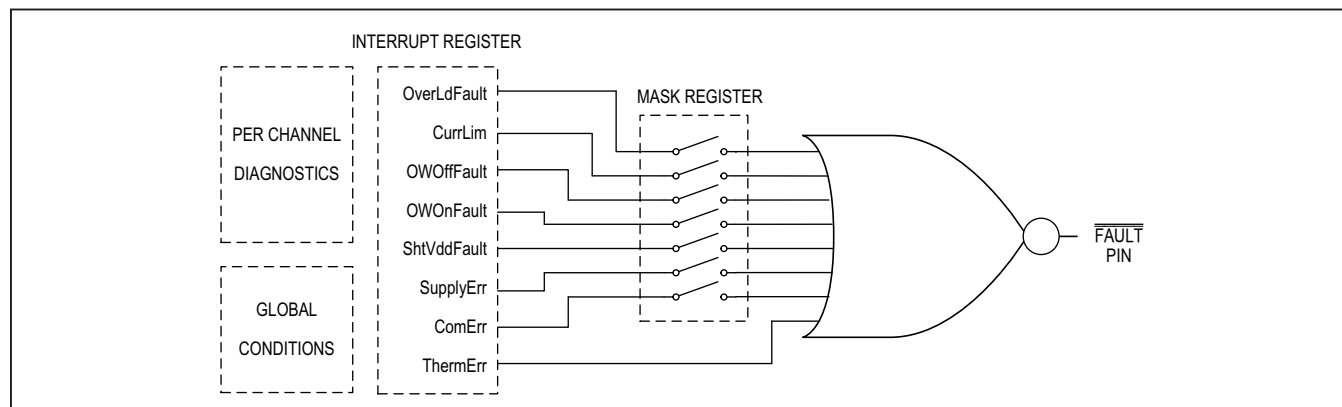 INTERRUPT REGISTER
PER CHANNEL
DIAGNOSTICS
GLOBAL
CONDITIONS
OverLdFault
CurrLim
OWOffFault
OWOnFault
ShtVddFault
SupplyErr
ComErr
ThermErr
MASK REGISTER
FAULT
PIN